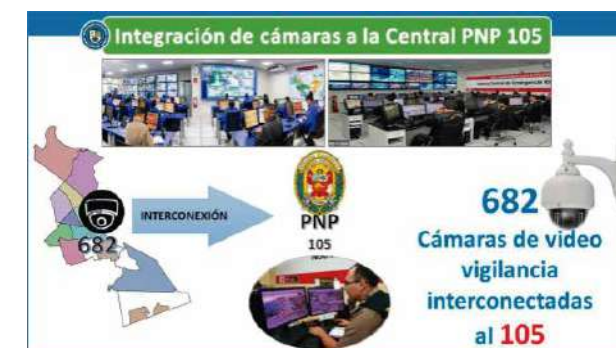 Integración de cámaras a la Central PNP 105
INTERCONEXIÓN
682
PNP
105
682
Cámaras de video
vigilancia
interconectadas
al 105